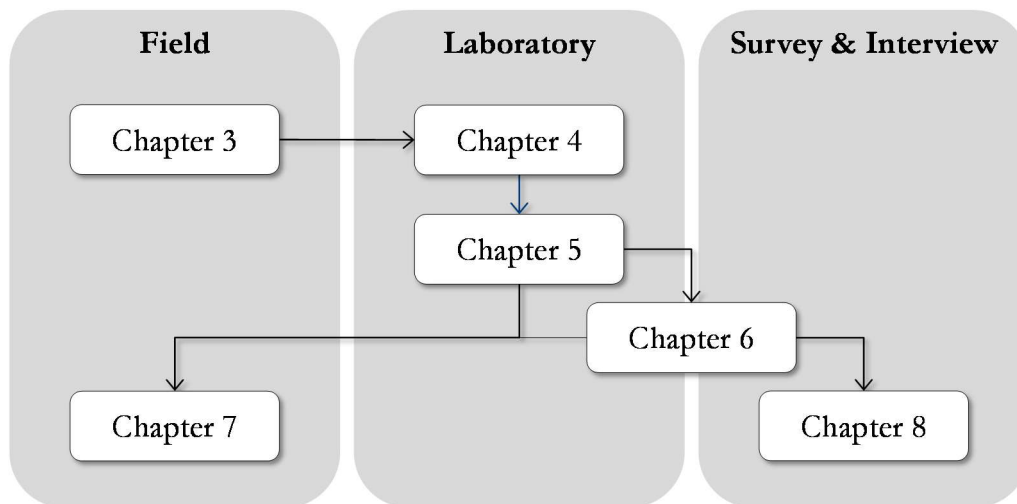 Field
Laboratory
Survey & Interview
Chapter 3
Chapter 4
Chapter 5
Chapter 6
Chapter 7
Chapter 8